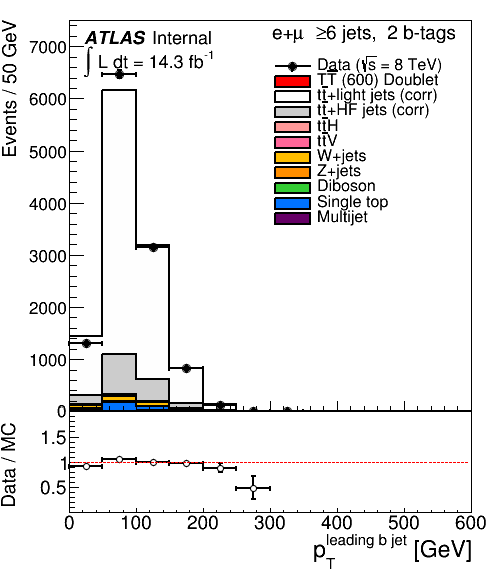 ATLAS Internal
∫ L dt = 14.3 fb⁻¹
e+μ ≥6 jets, 2 b-tags
Data (√s = 8 TeV)
TT̄ (600) Doublet
tt̄+light jets (corr)
tt̄+HF jets (corr)
tt̄H
tt̄V
W+jets
Z+jets
Diboson
Single top
Multijet
Events / 50 GeV
7000
6000
5000
4000
3000
2000
1000
0
Data / MC
1.5
1
0.5
0 100 200 300 400 500 600
p_T^leading b jet [GeV]